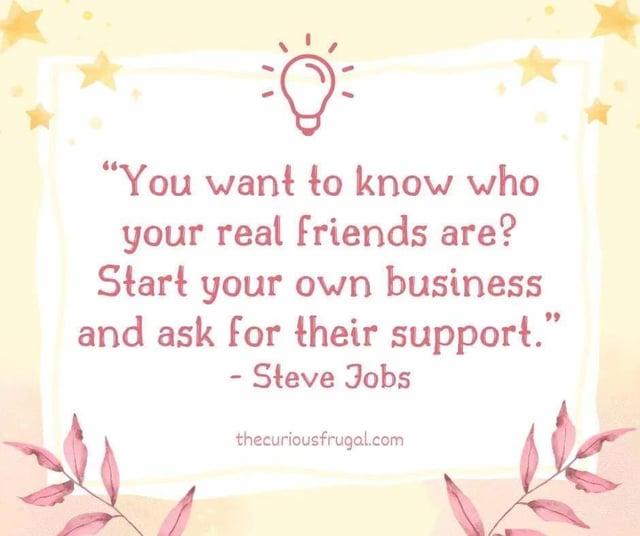 “You want to know who
your real friends are?
Start your own business
and ask for their support.”
- Steve Jobs
thecuriousfrugal.com